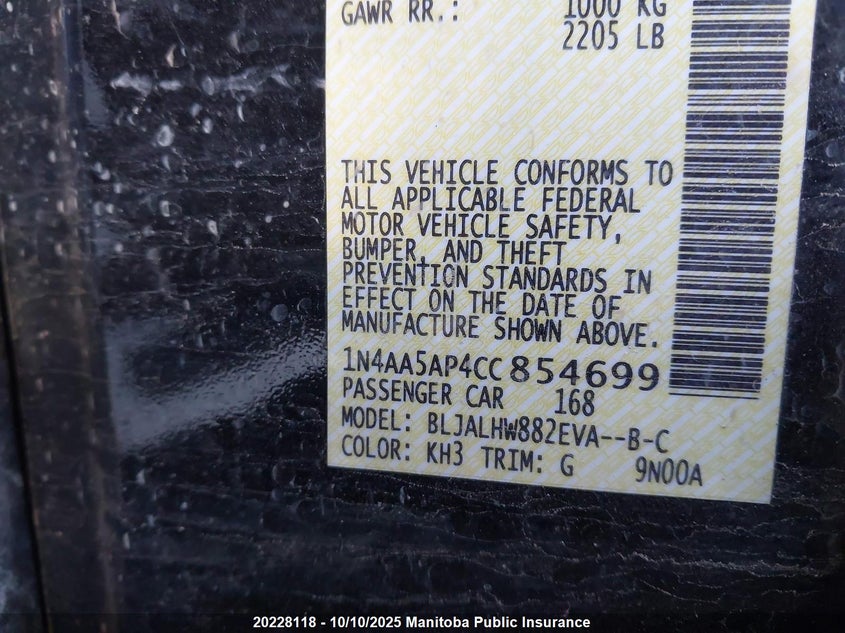 GAWR RR.: 1000 KG
2205 LB
THIS VEHICLE CONFORMS TO
ALL APPLICABLE FEDERAL
MOTOR VEHICLE SAFETY,
BUMPER, AND THEFT
PREVENTION STANDARDS IN
EFFECT ON THE DATE OF
MANUFACTURE SHOWN ABOVE.
1N4AA5AP4CC854699
PASSENGER CAR 168
MODEL: BLJALHW882EVA--B-C
COLOR: KH3 TRIM: G 9N00A
20228118 - 10/10/2025 Manitoba Public Insurance